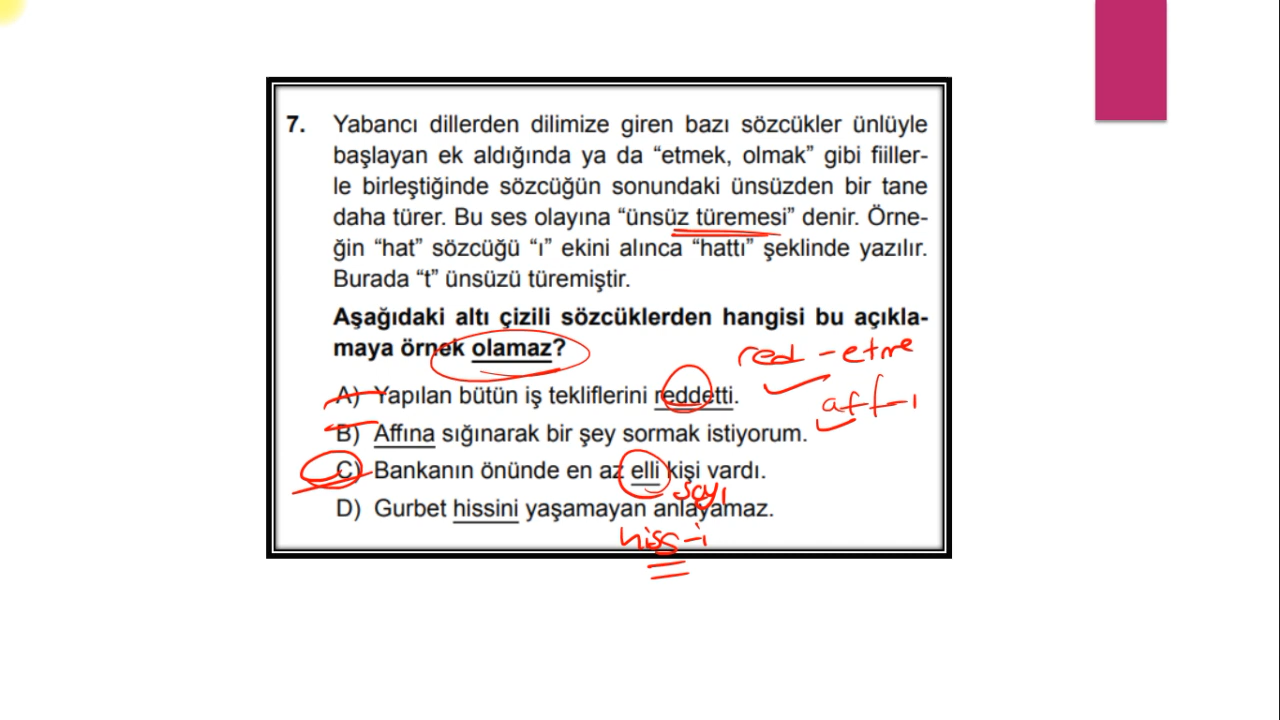 7. Yabancı dillerden dilimize giren bazı sözcükler ünlüyle
başlayan ek aldığında ya da “etmek, olmak” gibi fiiller-
le birleştiğinde sözcüğün sonundaki ünsüzden bir tane
daha türer. Bu ses olayına “ünsüz türemesi” denir. Örne-
ğin “hat” sözcüğü “ı” ekini alınca “hattı” şeklinde yazılır.
Burada “t” ünsüzü türemiştir.
Aşağıdaki altı çizili sözcüklerden hangisi bu açıkla-
maya örnek olamaz?
red - etme
A) Yapılan bütün iş tekliflerini reddetti.
aff-ı
B) Affına sığınarak bir şey sormak istiyorum.
C) Bankanın önünde en az elli kişi vardı.
sayı
D) Gurbet hissini yaşamayan anlayamaz.
hiss-i